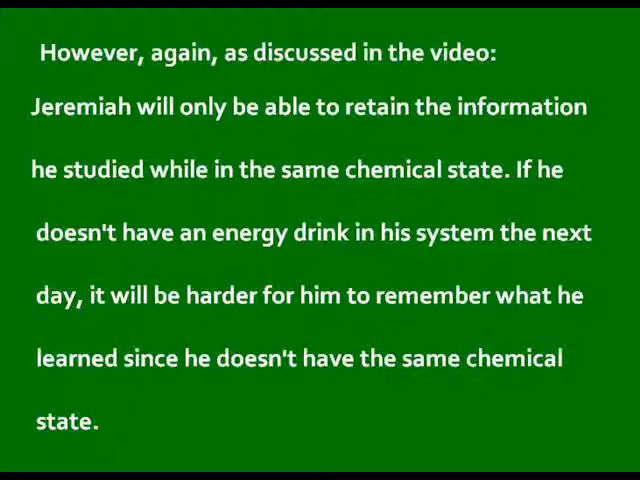 However, again, as discussed in the video:
Jeremiah will only be able to retain the information
he studied while in the same chemical state. If he
doesn't have an energy drink in his system the next
day, it will be harder for him to remember what he
learned since he doesn't have the same chemical
state.